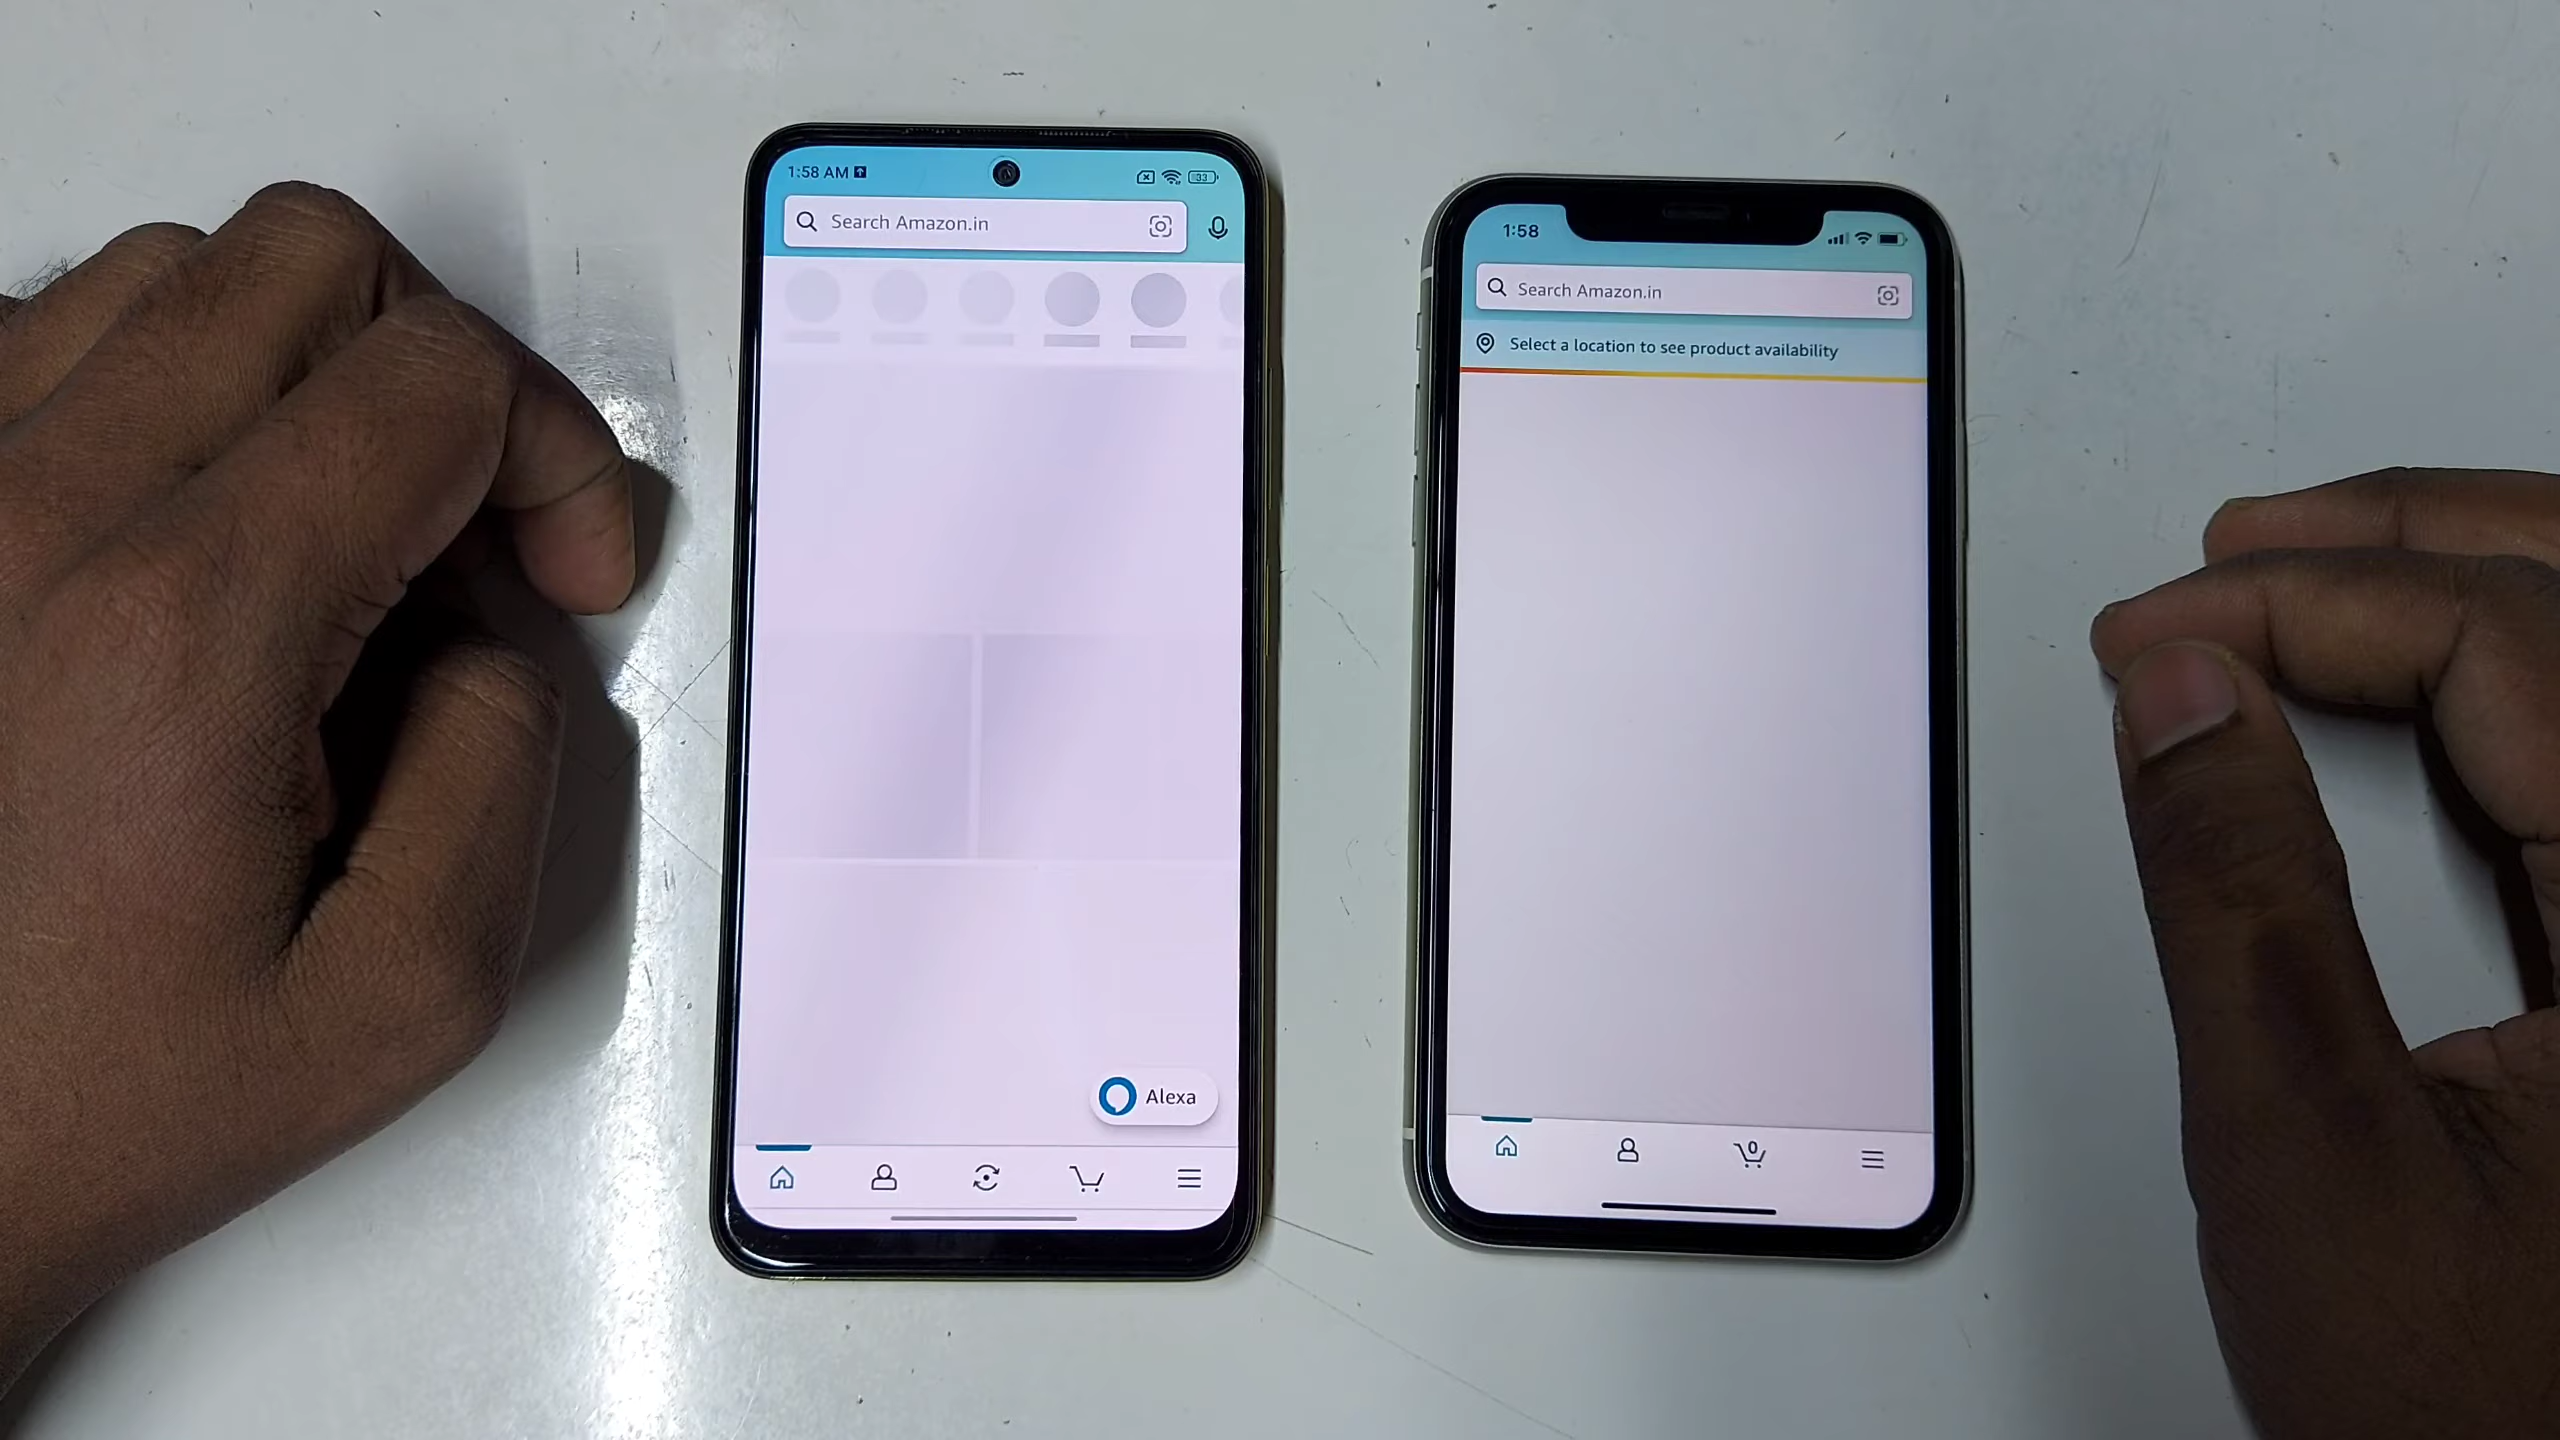 1:58 AM
33
Search Amazon.in
Alexa
1:58
Search Amazon.in
Select a location to see product availability
0